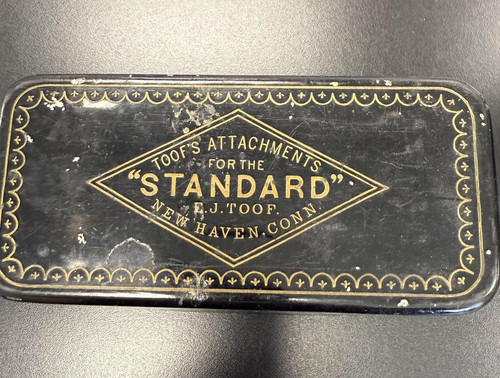 TOOF'S ATTACHMENTS
FOR THE
"STANDARD"
E.J. TOOF.
NEW HAVEN.CONN.